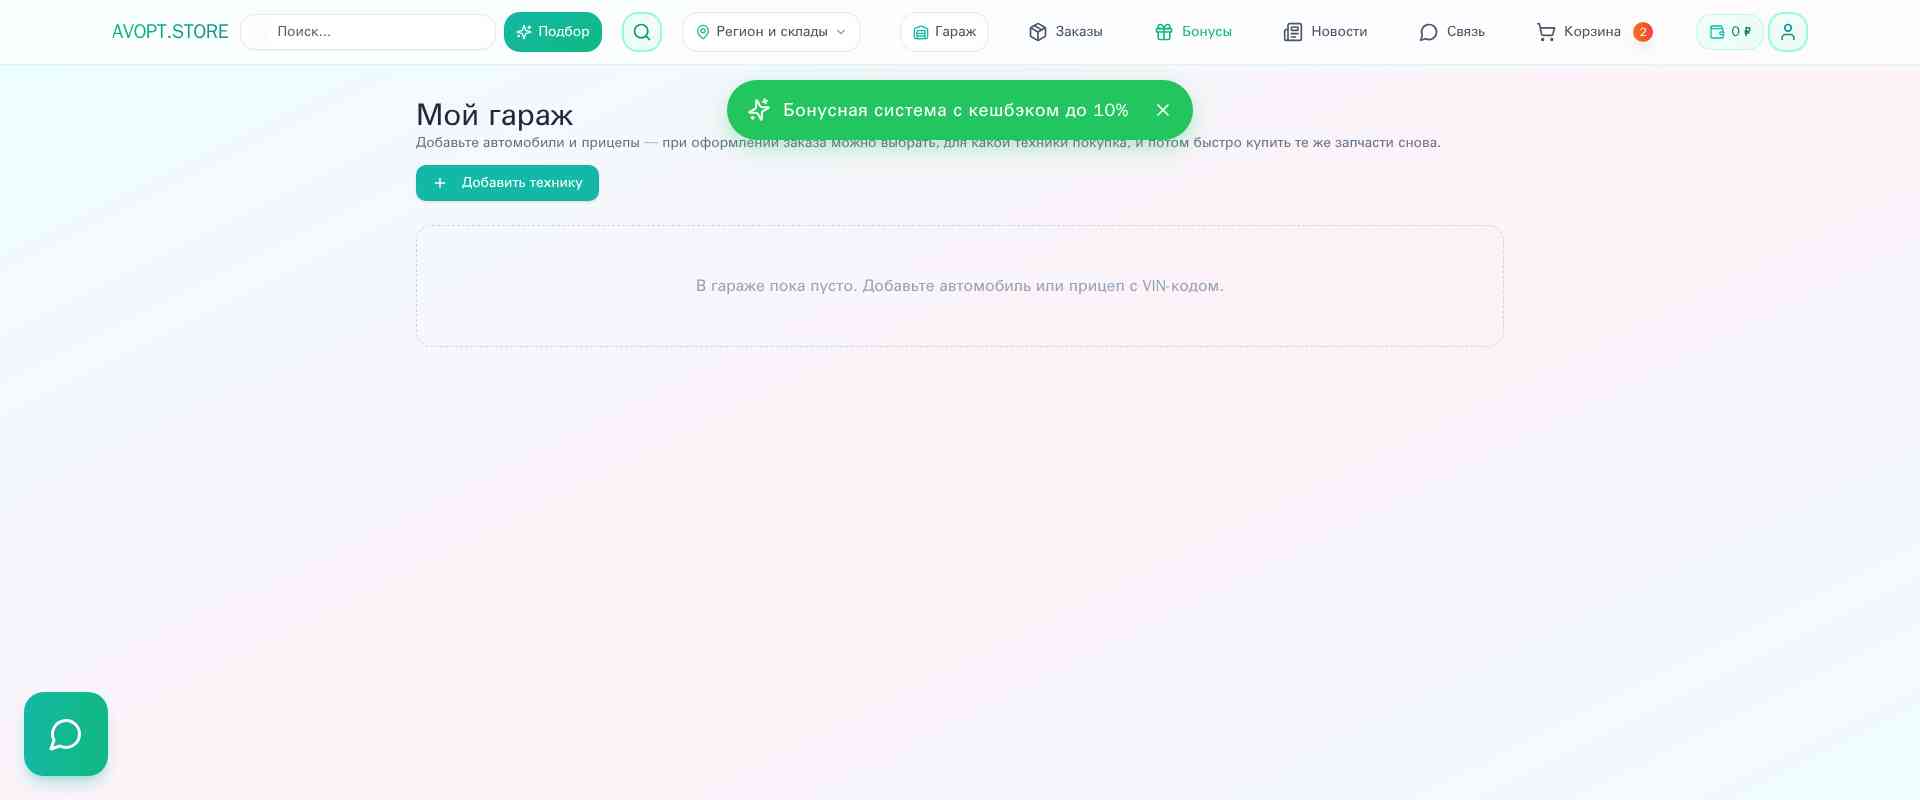 AVOPT.STORE
Поиск...
Подбор
Регион и склады
Гараж
Заказы
Бонусы
Новости
Связь
Корзина
2
0 ₽
Бонусная система с кешбэком до 10%
Мой гараж
Добавьте автомобили и прицепы — при оформлении заказа можно выбрать, для какой техники покупка, и потом быстро купить те же запчасти снова.
Добавить технику
В гараже пока пусто. Добавьте автомобиль или прицеп с VIN-кодом.